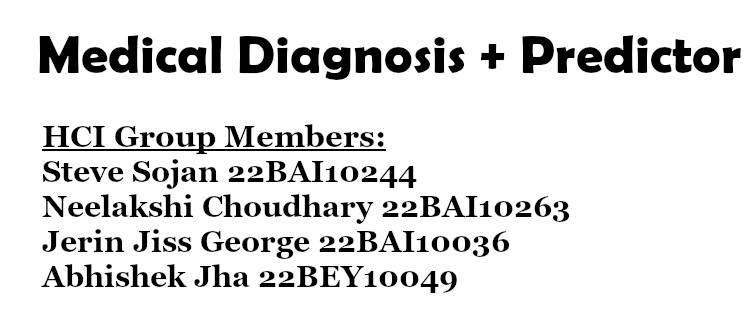 Medical Diagnosis + Predictor
HCI Group Members:
Steve Sojan 22BAI10244
Neelakshi Choudhary 22BAI10263
Jerin Jiss George 22BAI10036
Abhishek Jha 22BEY10049